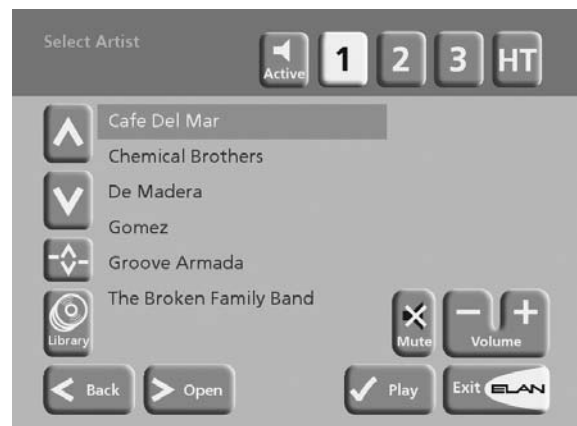 Select Artist
Active
1
2
3
HT
Cafe Del Mar
Chemical Brothers
De Madera
Gomez
Groove Armada
The Broken Family Band
Library
Mute
Volume
Back
Open
Play
Exit ELAN